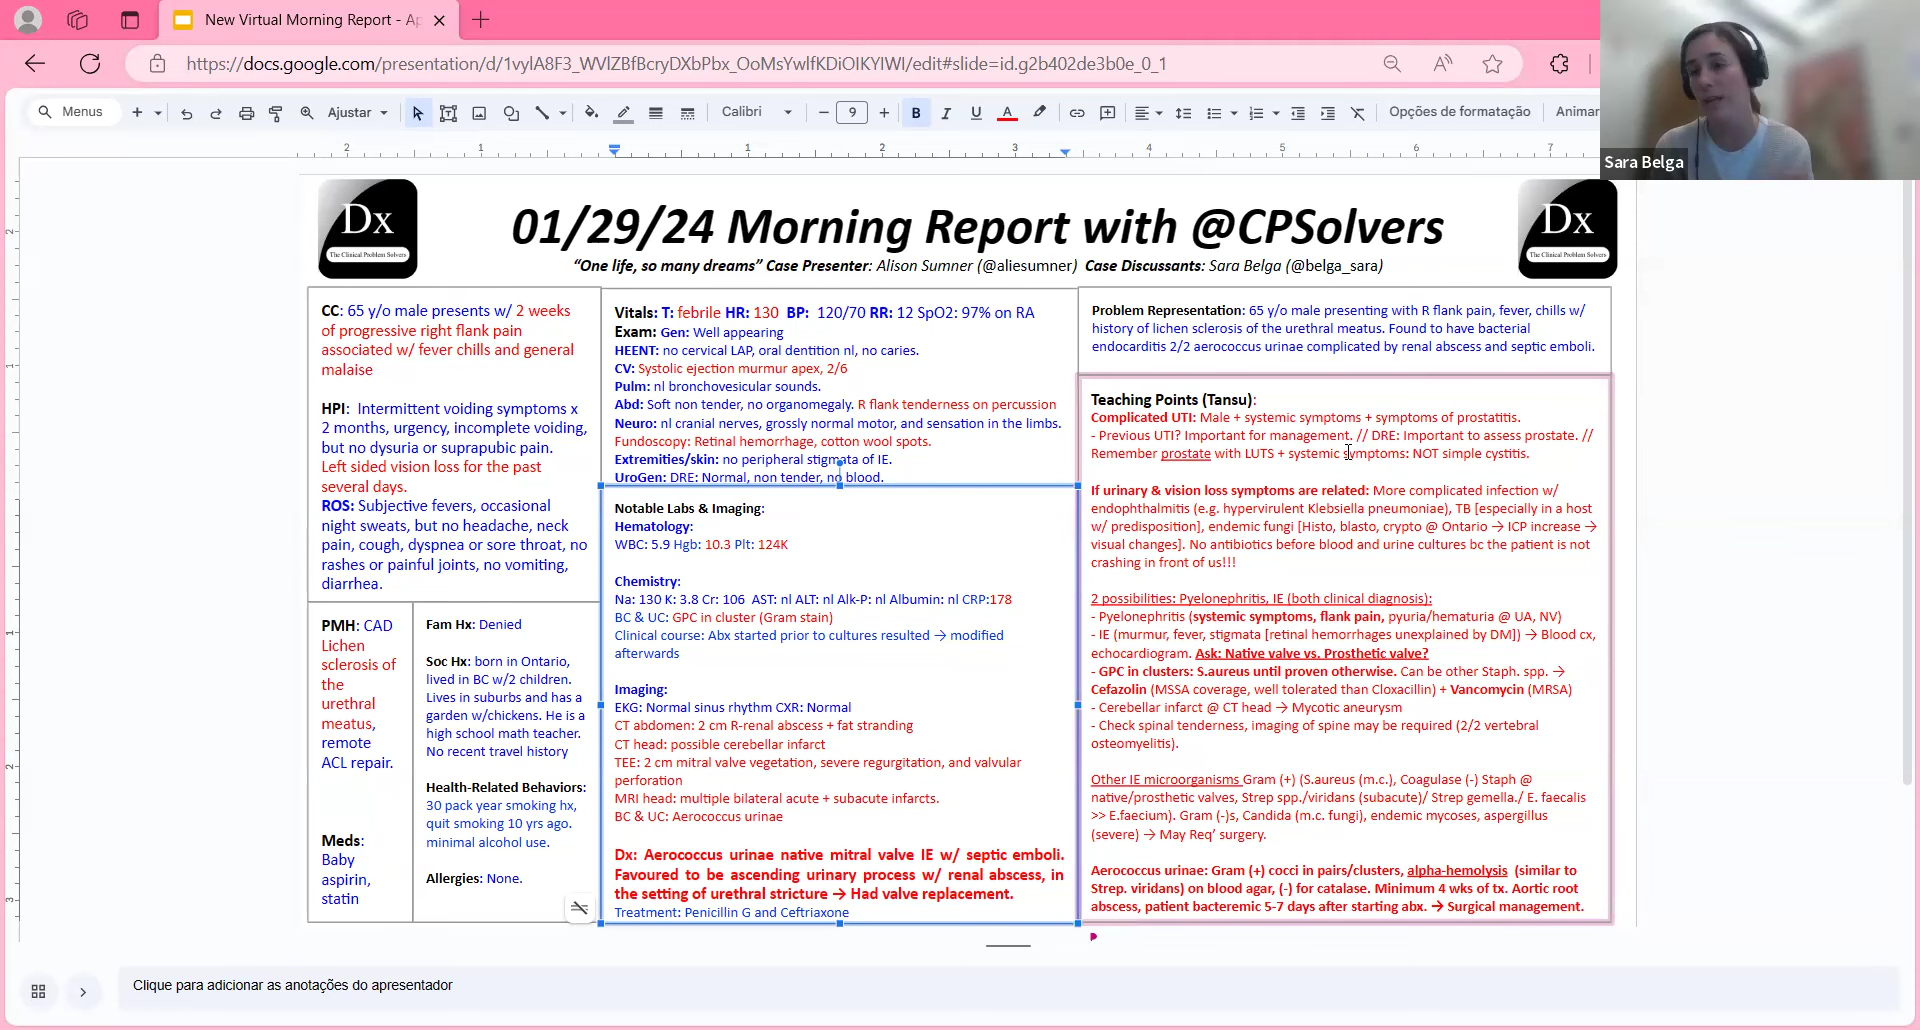 New Virtual Morning Report - Ap
https://docs.google.com/presentation/d/1vylA8F3_WVlZBfBcryDXbPbx_OoMsYwlfKDiOIKYIWI/edit#slide=id.g2b402de3b0e_0_1
Menus
Ajustar
Calibri
9
Opções de formatação
Animar
Sara Belga
2 1 1 2 3 4 5 6 7
Dx
The Clinical Problem Solvers
01/29/24 Morning Report with @CPSolvers
“One life, so many dreams” Case Presenter: Alison Sumner (@aliesumner) Case Discussants: Sara Belga (@belga_sara)
Dx
The Clinical Problem Solvers
CC: 65 y/o male presents w/ 2 weeks
of progressive right flank pain
associated w/ fever chills and general
malaise
HPI: Intermittent voiding symptoms x
2 months, urgency, incomplete voiding,
but no dysuria or suprapubic pain.
Left sided vision loss for the past
several days.
ROS: Subjective fevers, occasional
night sweats, but no headache, neck
pain, cough, dyspnea or sore throat, no
rashes or painful joints, no vomiting,
diarrhea.
PMH: CAD
Lichen
sclerosis of
the
urethral
meatus,
remote
ACL repair.
Meds:
Baby
aspirin,
statin
Fam Hx: Denied
Soc Hx: born in Ontario,
lived in BC w/2 children.
Lives in suburbs and has a
garden w/chickens. He is a
high school math teacher.
No recent travel history
Health-Related Behaviors:
30 pack year smoking hx,
quit smoking 10 yrs ago.
minimal alcohol use.
Allergies: None.
Vitals: T: febrile HR: 130 BP: 120/70 RR: 12 SpO2: 97% on RA
Exam: Gen: Well appearing
HEENT: no cervical LAP, oral dentition nl, no caries.
CV: Systolic ejection murmur apex, 2/6
Pulm: nl bronchovesicular sounds.
Abd: Soft non tender, no organomegaly. R flank tenderness on percussion
Neuro: nl cranial nerves, grossly normal motor, and sensation in the limbs.
Fundoscopy: Retinal hemorrhage, cotton wool spots.
Extremities/skin: no peripheral stigmata of IE.
UroGen: DRE: Normal, non tender, no blood.
Notable Labs & Imaging:
Hematology:
WBC: 5.9 Hgb: 10.3 Plt: 124K
Chemistry:
Na: 130 K: 3.8 Cr: 106 AST: nl ALT: nl Alk-P: nl Albumin: nl CRP:178
BC & UC: GPC in cluster (Gram stain)
Clinical course: Abx started prior to cultures resulted → modified
afterwards
Imaging:
EKG: Normal sinus rhythm CXR: Normal
CT abdomen: 2 cm R-renal abscess + fat stranding
CT head: possible cerebellar infarct
TEE: 2 cm mitral valve vegetation, severe regurgitation, and valvular
perforation
MRI head: multiple bilateral acute + subacute infarcts.
BC & UC: Aerococcus urinae
Dx: Aerococcus urinae native mitral valve IE w/ septic emboli.
Favoured to be ascending urinary process w/ renal abscess, in
the setting of urethral stricture → Had valve replacement.
Treatment: Penicillin G and Ceftriaxone
Problem Representation: 65 y/o male presenting with R flank pain, fever, chills w/
history of lichen sclerosis of the urethral meatus. Found to have bacterial
endocarditis 2/2 aerococcus urinae complicated by renal abscess and septic emboli.
Teaching Points (Tansu):
Complicated UTI: Male + systemic symptoms + symptoms of prostatitis.
- Previous UTI? Important for management. // DRE: Important to assess prostate. //
Remember prostate with LUTS + systemic symptoms: NOT simple cystitis.
If urinary & vision loss symptoms are related: More complicated infection w/
endophthalmitis (e.g. hypervirulent Klebsiella pneumoniae), TB [especially in a host
w/ predisposition], endemic fungi [Histo, blasto, crypto @ Ontario → ICP increase →
visual changes]. No antibiotics before blood and urine cultures bc the patient is not
crashing in front of us!!!
2 possibilities: Pyelonephritis, IE (both clinical diagnosis):
- Pyelonephritis (systemic symptoms, flank pain, pyuria/hematuria @ UA, NV)
- IE (murmur, fever, stigmata [retinal hemorrhages unexplained by DM]) → Blood cx,
echocardiogram. Ask: Native valve vs. Prosthetic valve?
- GPC in clusters: S.aureus until proven otherwise. Can be other Staph. spp. →
Cefazolin (MSSA coverage, well tolerated than Cloxacillin) + Vancomycin (MRSA)
- Cerebellar infarct @ CT head → Mycotic aneurysm
- Check spinal tenderness, imaging of spine may be required (2/2 vertebral
osteomyelitis).
Other IE microorganisms Gram (+) (S.aureus (m.c.), Coagulase (-) Staph @
native/prosthetic valves, Strep spp./viridans (subacute)/ Strep gemella./ E. faecalis
>> E.faecium). Gram (-)s, Candida (m.c. fungi), endemic mycoses, aspergillus
(severe) → May Req’ surgery.
Aerococcus urinae: Gram (+) cocci in pairs/clusters, alpha-hemolysis (similar to
Strep. viridans) on blood agar, (-) for catalase. Minimum 4 wks of tx. Aortic root
abscess, patient bacteremic 5-7 days after starting abx. → Surgical management.
Clique para adicionar as anotações do apresentador